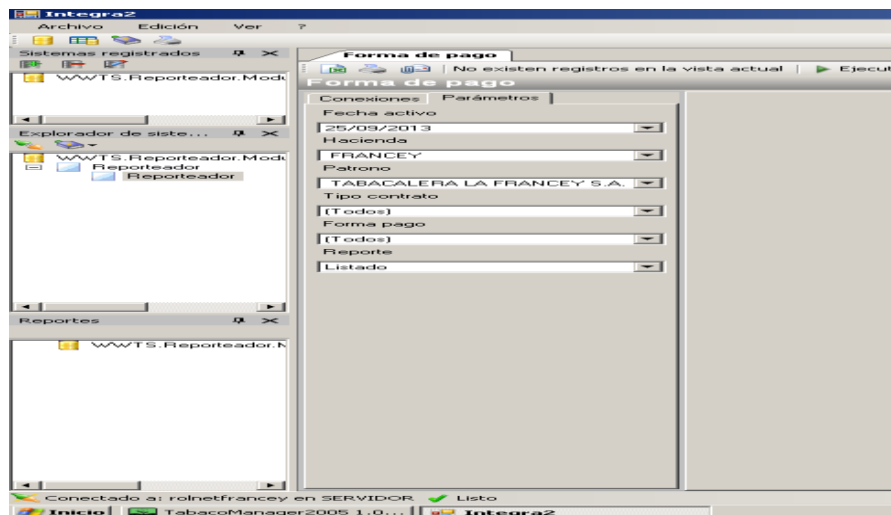 Integra2
Archivo Edición Ver ?
Sistemas registrados
WWTS.Reporteador.Modu
Explorador de siste...
WWTS.Reporteador.Modu
Reporteador
Reporteador
Reportes
WWTS.Reporteador.M
Forma de pago
No existen registros en la vista actual Ejecut
Forma de pago
Conexiones Parámetros
Fecha activo
25/09/2013
Hacienda
FRANCEY
Patrono
TABACALERA LA FRANCEY S.A.
Tipo contrato
(Todos)
Forma pago
(Todos)
Reporte
Listado
Conectado a: rolnetfrancey en SERVIDOR Listo
Inicio TabacoManager2005 1.0... Integra2